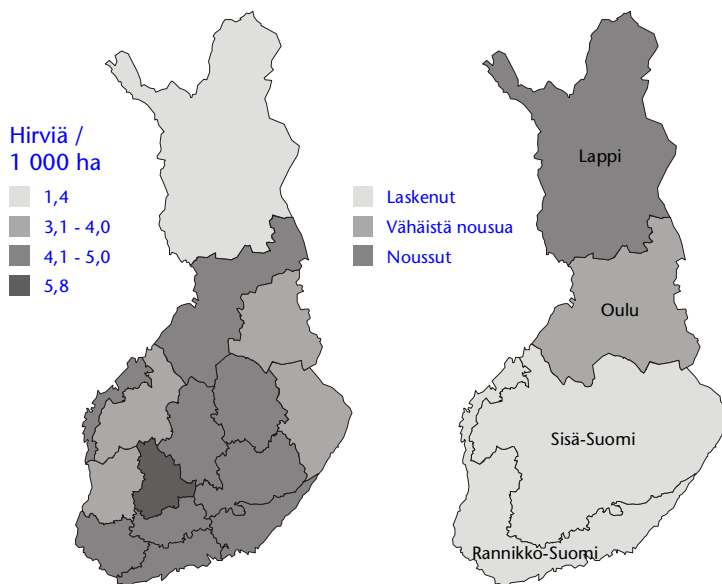 Hirviä /
1 000 ha
1,4
3,1 - 4,0
4,1 - 5,0
5,8
Laskenut
Vähäistä nousua
Noussut
Lappi
Oulu
Sisä-Suomi
Rannikko-Suomi